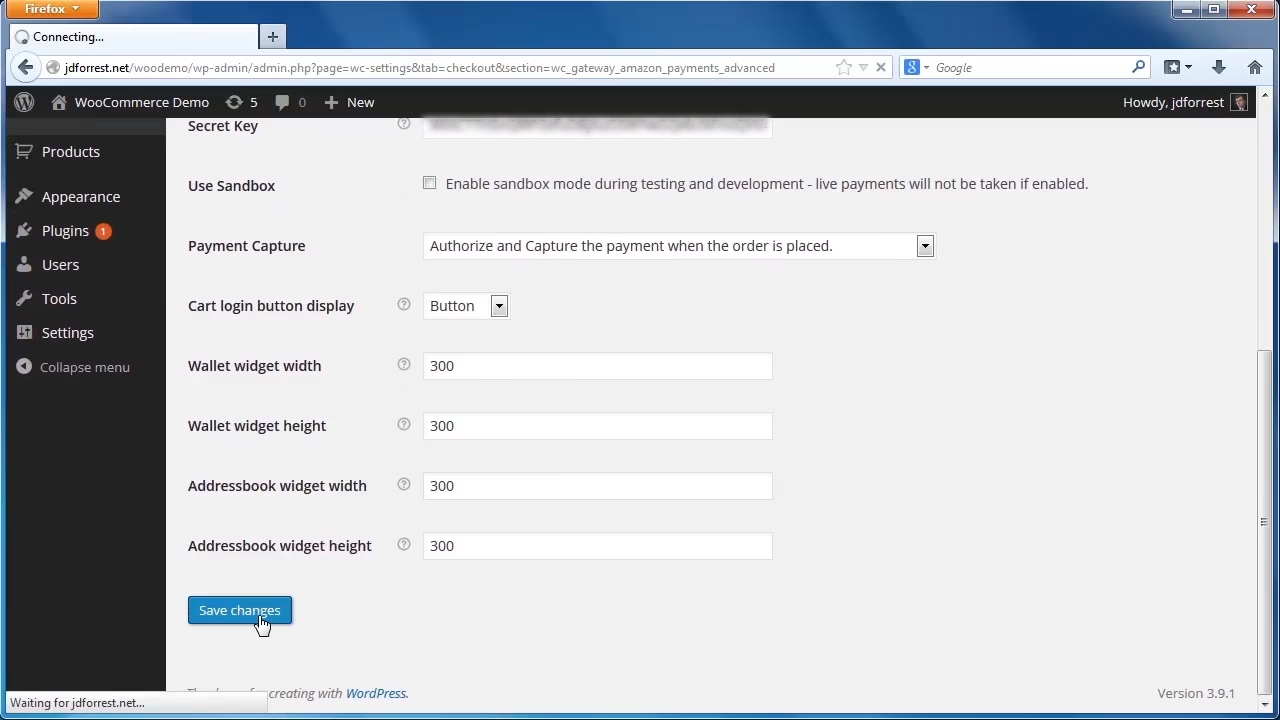 Firefox
Connecting...
jdforrest.net/woodemo/wp-admin/admin.php?page=wc-settings&tab=checkout&section=wc_gateway_amazon_payments_advanced
Google
WooCommerce Demo 5 0 New Howdy, jdforrest
Secret Key
Products
Use Sandbox Enable sandbox mode during testing and development - live payments will not be taken if enabled.
Appearance
Plugins 1
Payment Capture Authorize and Capture the payment when the order is placed.
Users
Tools
Cart login button display Button
Settings
Collapse menu
Wallet widget width 300
Wallet widget height 300
Addressbook widget width 300
Addressbook widget height 300
Save changes
creating with WordPress.
Version 3.9.1
Waiting for jdforrest.net...